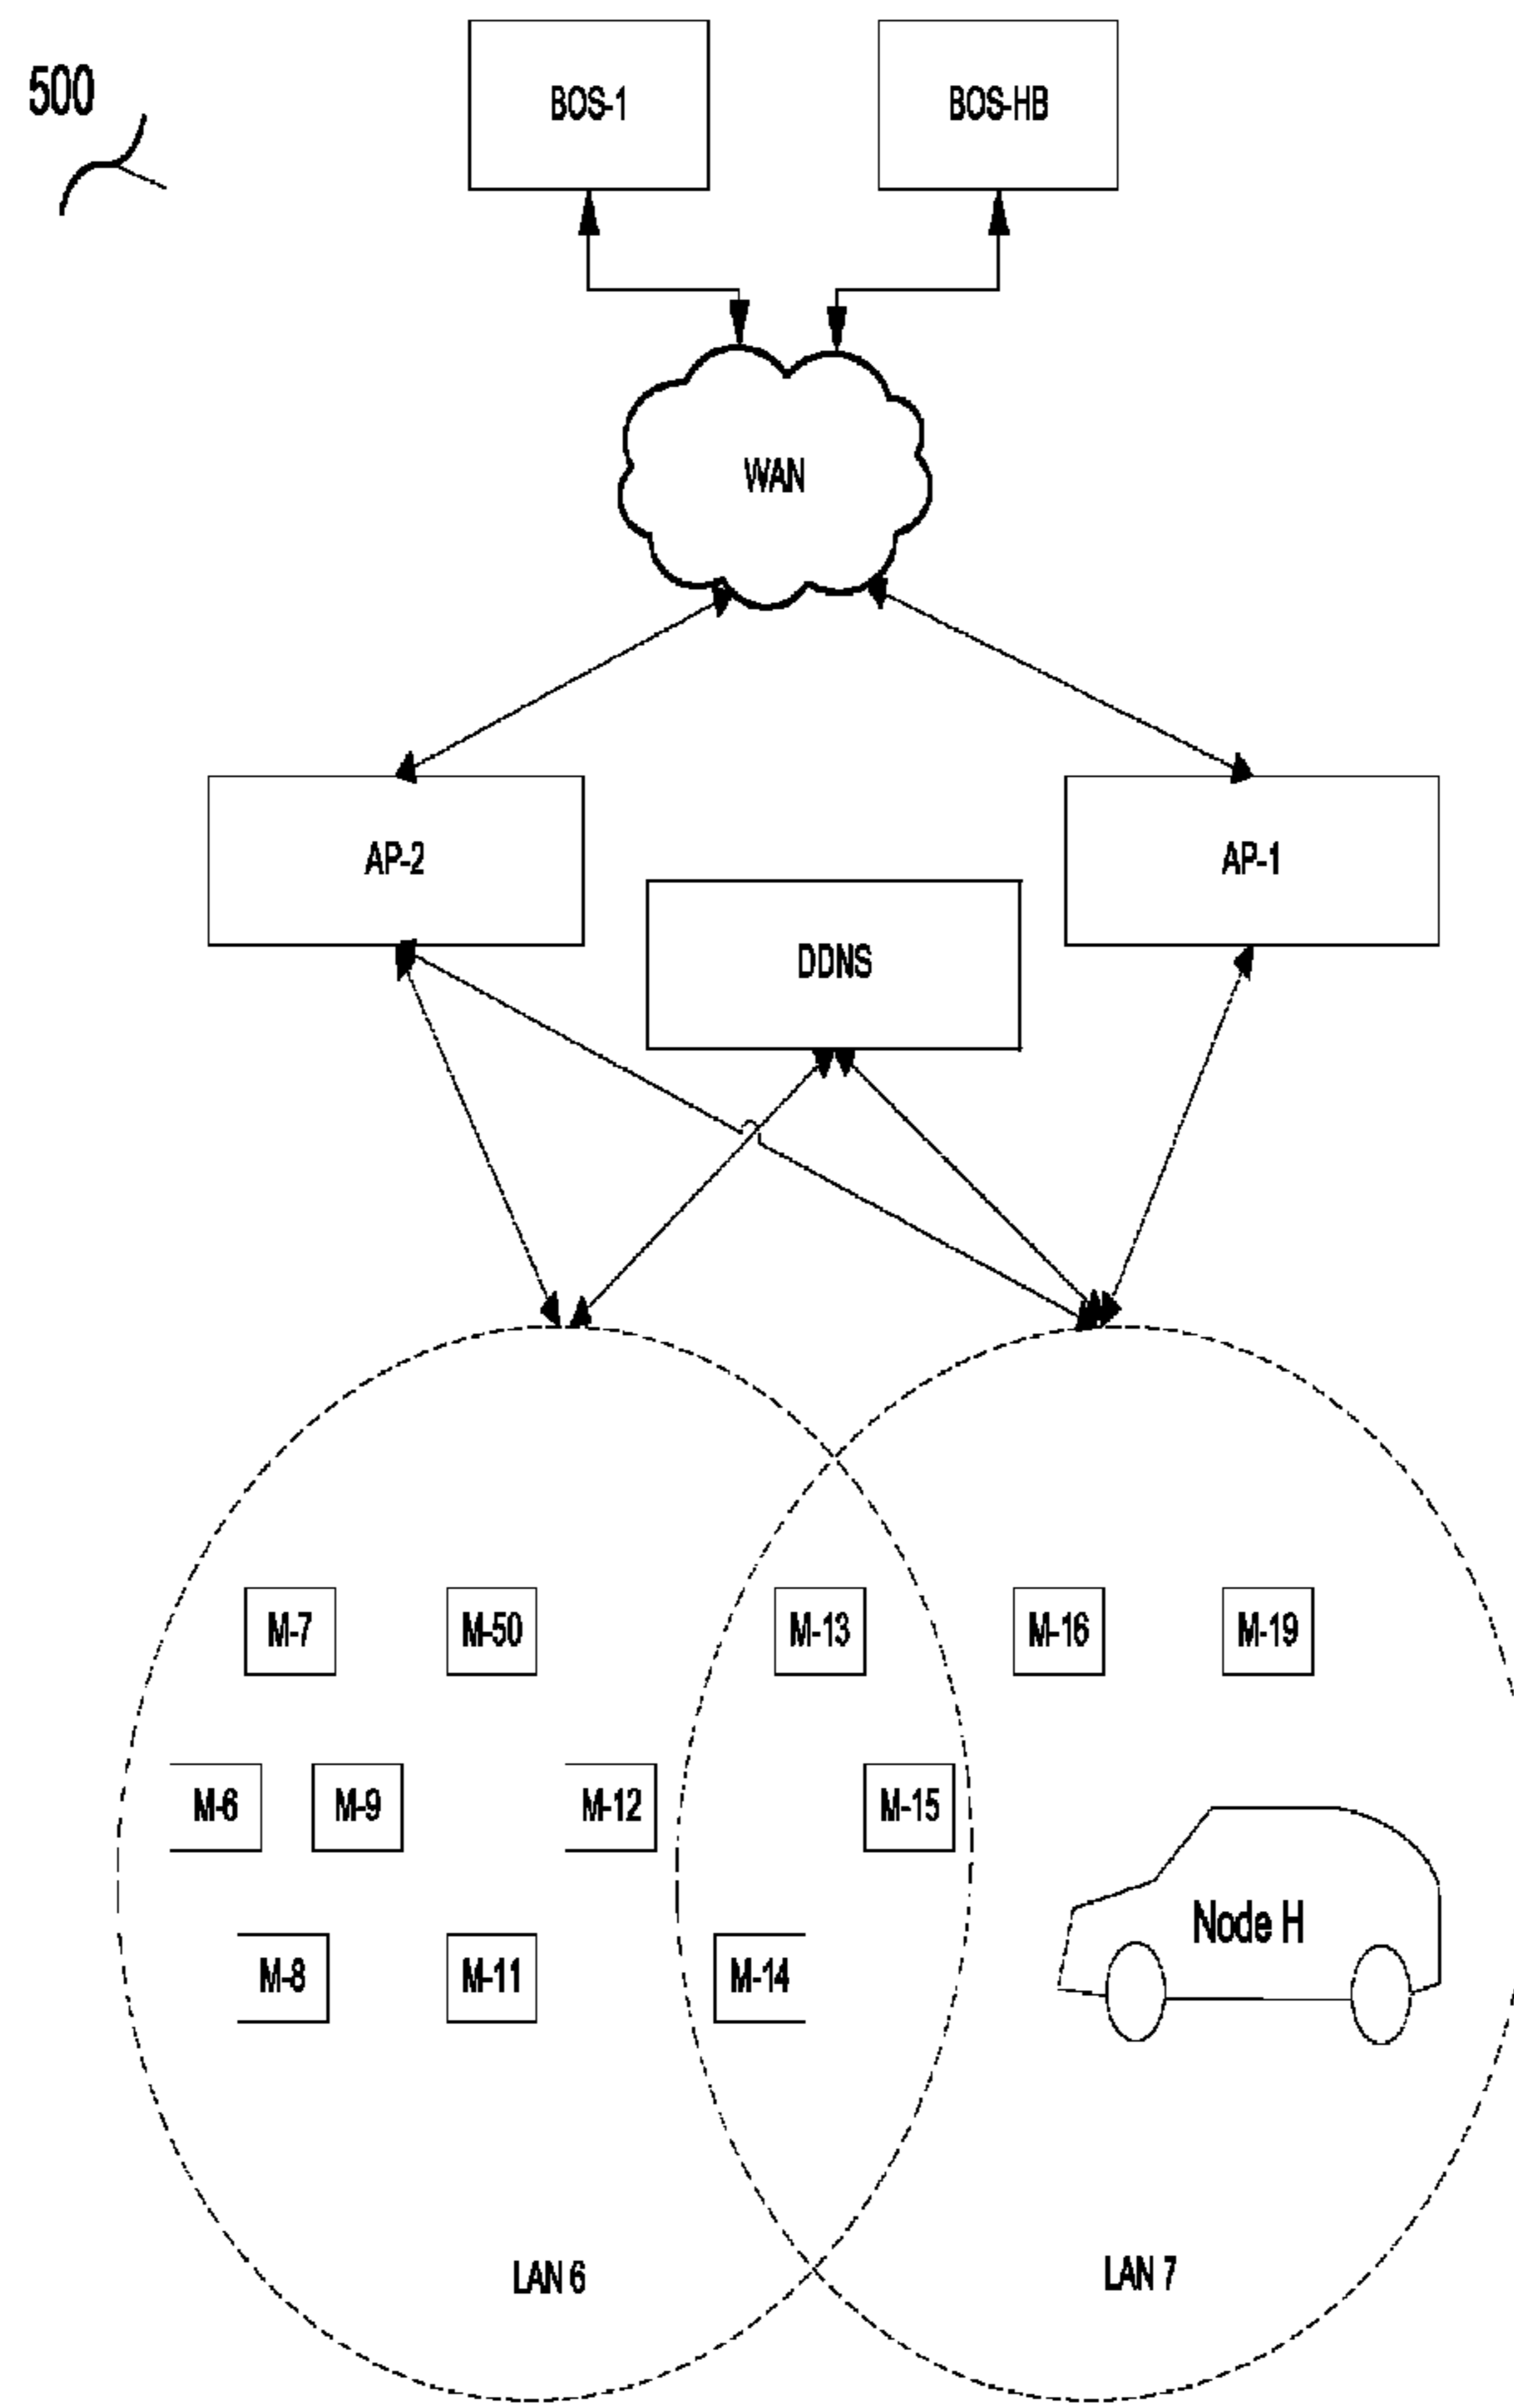 500
BOS-1
BOS-HB
WAN
AP-2
AP-1
DDNS
M-7
M-50
M-13
M-16
M-19
M-6
M-9
M-12
M-15
Node H
M-8
M-11
M-14
LAN 6
LAN 7